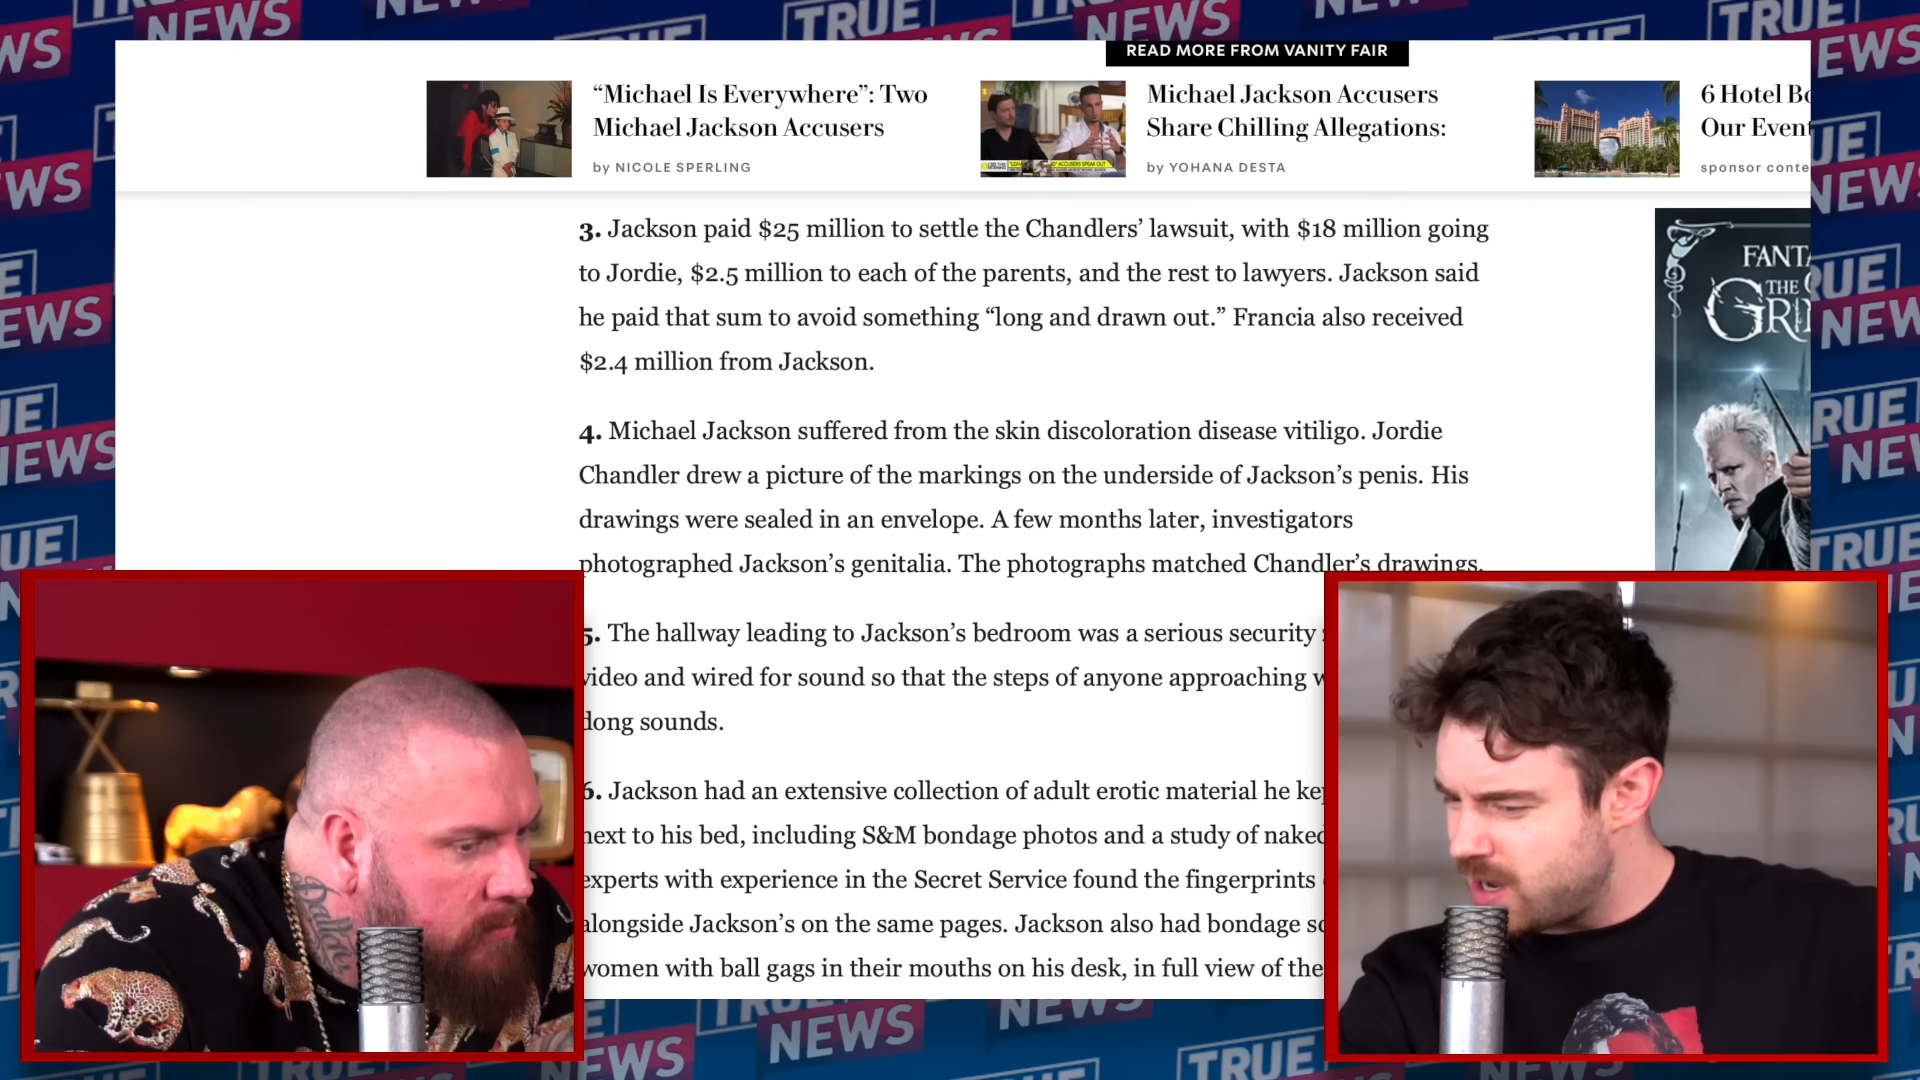 READ MORE FROM VANITY FAIR
“Michael Is Everywhere”: Two
Michael Jackson Accusers
by NICOLE SPERLING
Michael Jackson Accusers
Share Chilling Allegations:
by YOHANA DESTA
6 Hotel
Our
sponsor
3. Jackson paid $25 million to settle the Chandlers’ lawsuit, with $18 million going
to Jordie, $2.5 million to each of the parents, and the rest to lawyers. Jackson said
he paid that sum to avoid something “long and drawn out.” Francia also received
$2.4 million from Jackson.
4. Michael Jackson suffered from the skin discoloration disease vitiligo. Jordie
Chandler drew a picture of the markings on the underside of Jackson’s penis. His
drawings were sealed in an envelope. A few months later, investigators
photographed Jackson’s genitalia. The photographs matched Chandler’s drawings.
5. The hallway leading to Jackson’s bedroom was a serious security
video and wired for sound so that the steps of anyone approaching
dong sounds.
6. Jackson had an extensive collection of adult erotic material he
next to his bed, including S&M bondage photos and a study of naked
experts with experience in the Secret Service found the fingerprints
alongside Jackson’s on the same pages. Jackson also had bondage
women with ball gags in their mouths on his desk, in full view of the
THE
TRUE
NEWS